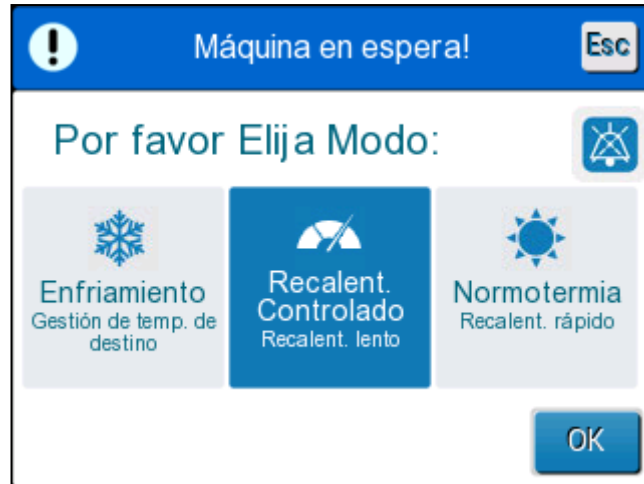 Máquina en espera!
Esc
Por favor Elija Modo:
Enfriamiento
Gestión de temp. de
destino
Recalent.
Controlado
Recalent. lento
Normotermia
Recalent. rápido
OK